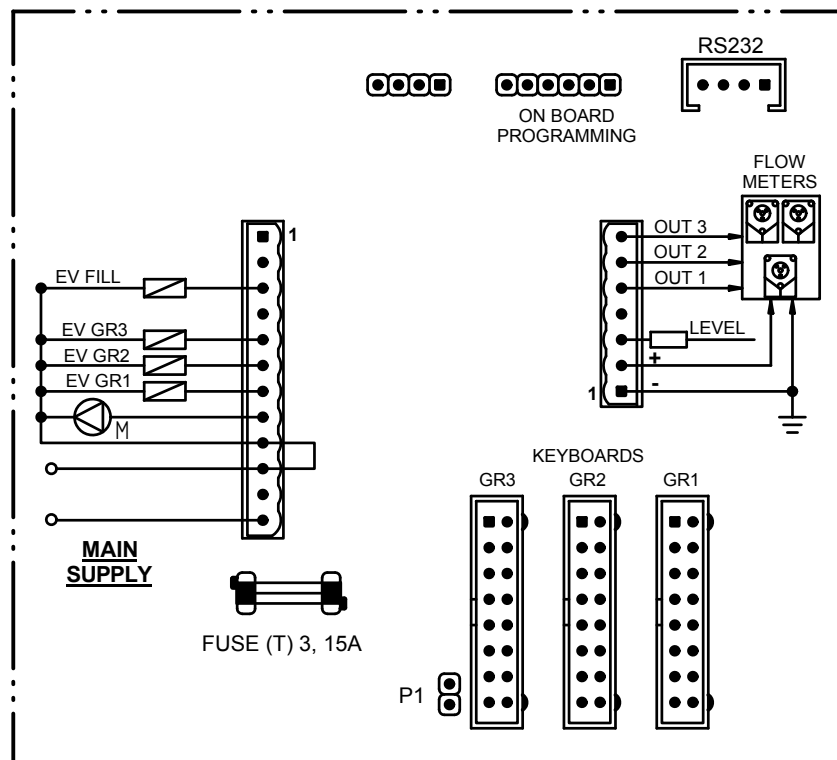 RS232
ON BOARD
PROGRAMMING
FLOW
METERS
1
OUT 3
OUT 2
OUT 1
EV FILL
LEVEL
EV GR3
EV GR2
EV GR1
+
-
1
M
KEYBOARDS
GR3 GR2 GR1
MAIN
SUPPLY
FUSE (T) 3, 15A
P1